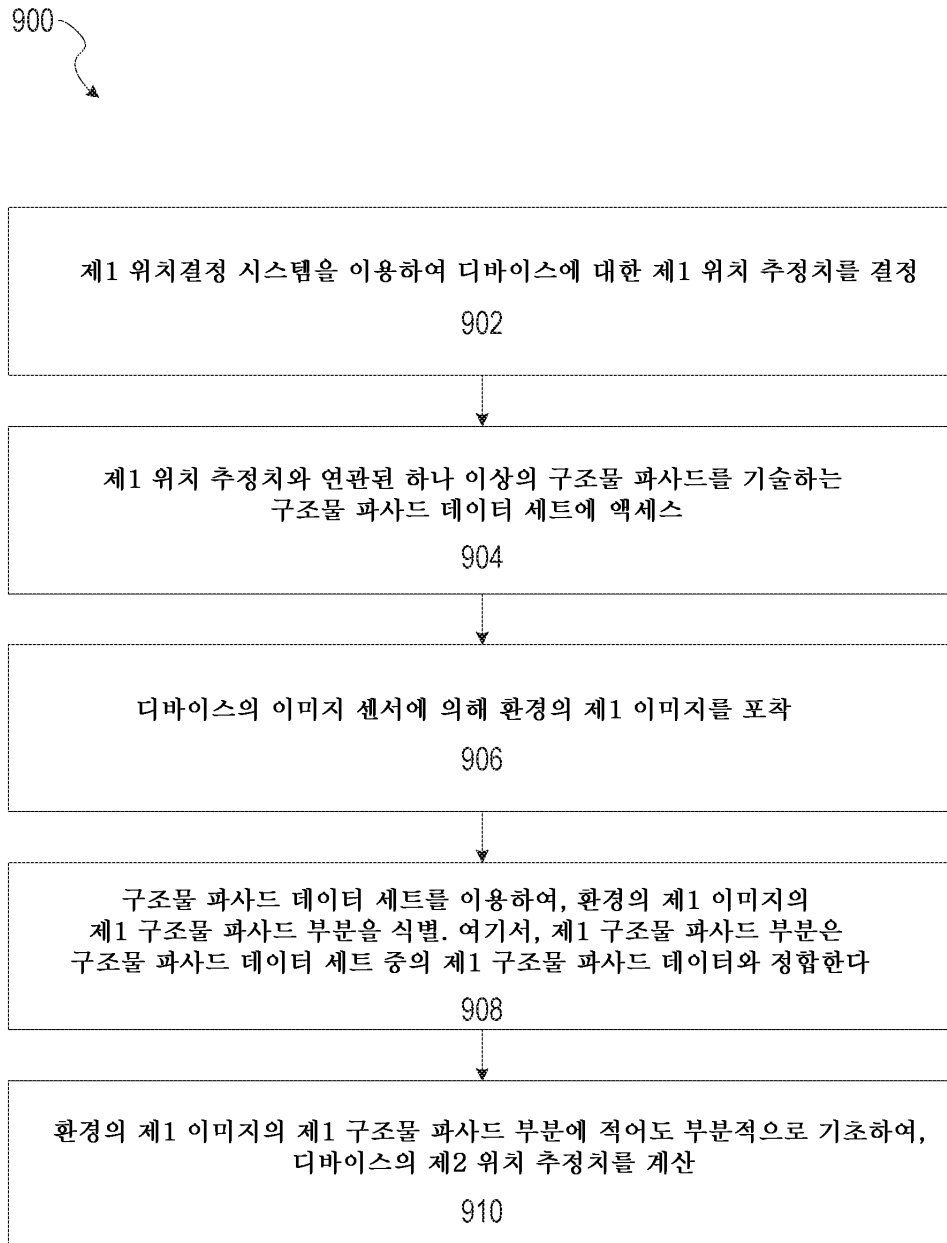 900
제1 위치결정 시스템을 이용하여 디바이스에 대한 제1 위치 추정치를 결정
902
제1 위치 추정치와 연관된 하나 이상의 구조물 파사드를 기술하는
구조물 파사드 데이터 세트에 액세스
904
디바이스의 이미지 센서에 의해 환경의 제1 이미지를 포착
906
구조물 파사드 데이터 세트를 이용하여, 환경의 제1 이미지의
제1 구조물 파사드 부분을 식별. 여기서, 제1 구조물 파사드 부분은
구조물 파사드 데이터 세트 중의 제1 구조물 파사드 데이터와 정합한다
908
환경의 제1 이미지의 제1 구조물 파사드 부분에 적어도 부분적으로 기초하여,
디바이스의 제2 위치 추정치를 계산
910